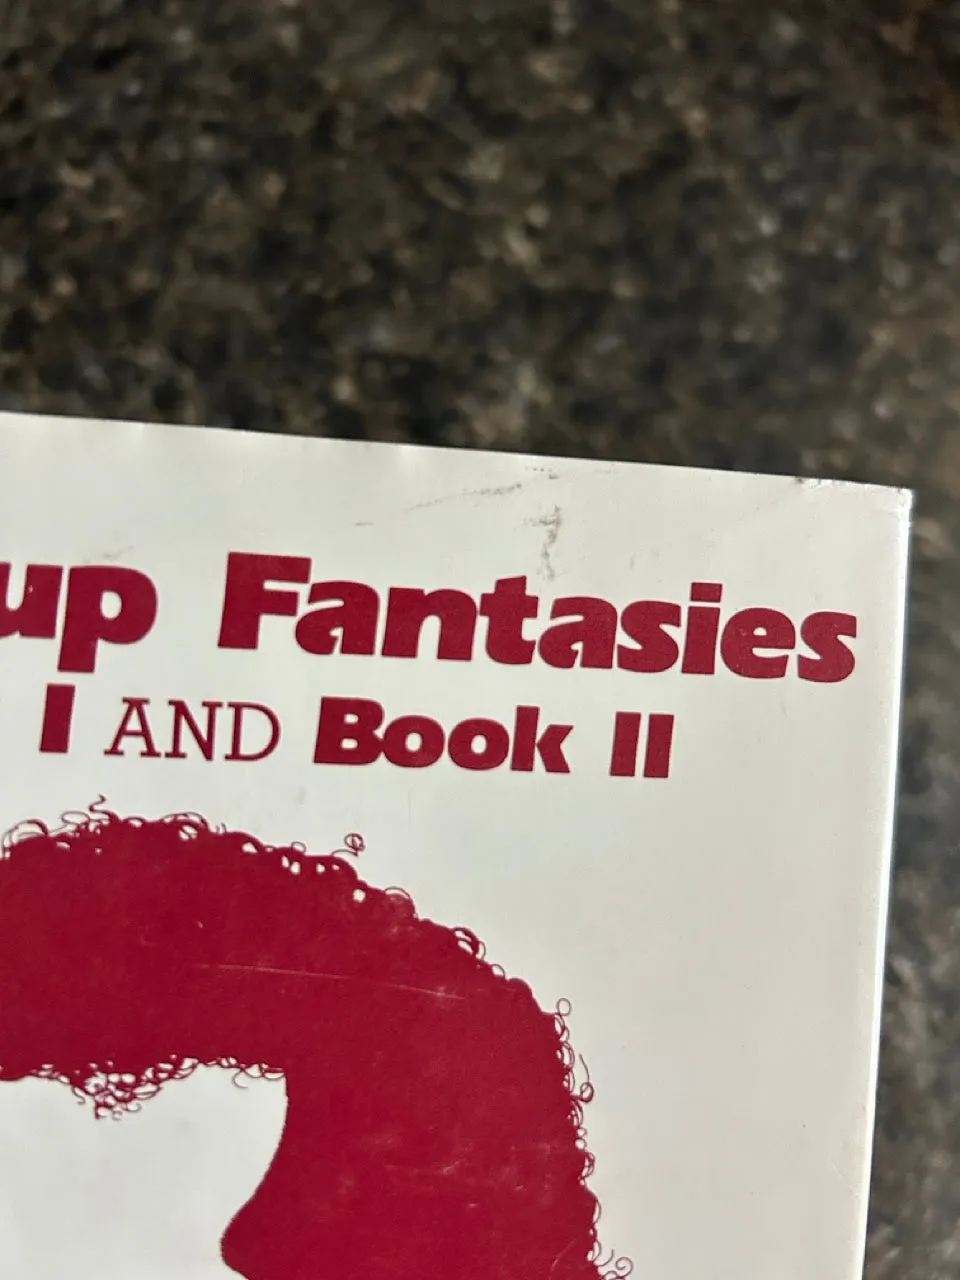 up Fantasies
I AND Book II